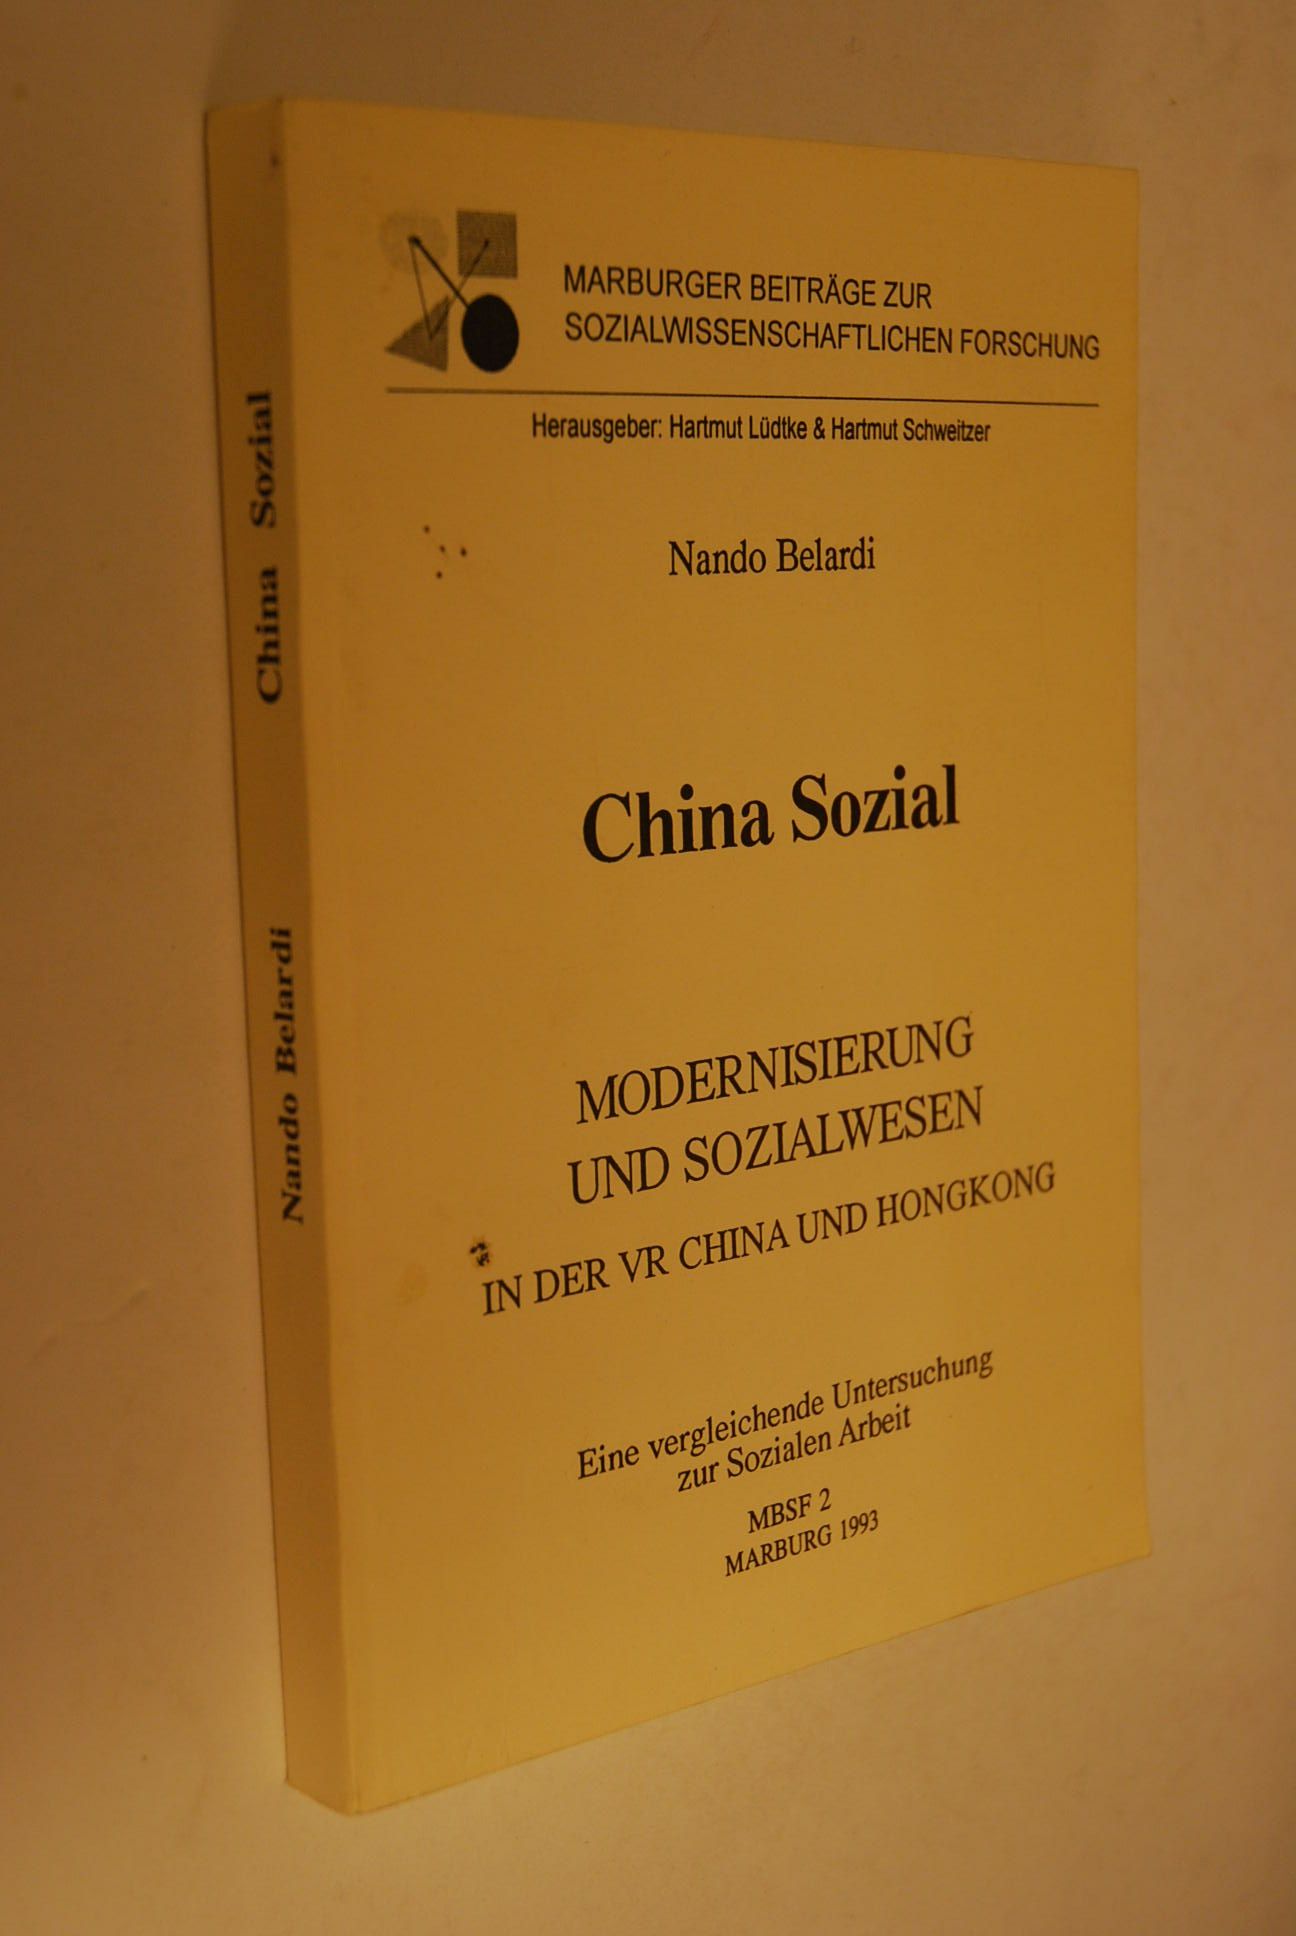 MARBURGER BEITRÄGE ZUR
SOZIALWISSENSCHAFTLICHEN FORSCHUNG
Herausgeber: Hartmut Lüdtke & Hartmut Schweitzer
Nando Belardi
China Sozial
MODERNISIERUNG
UND SOZIALWESEN
IN DER VR CHINA UND HONGKONG
Eine vergleichende Untersuchung
zur Sozialen Arbeit
MBSF 2
MARBURG 1993
Nando Belardi China Sozial